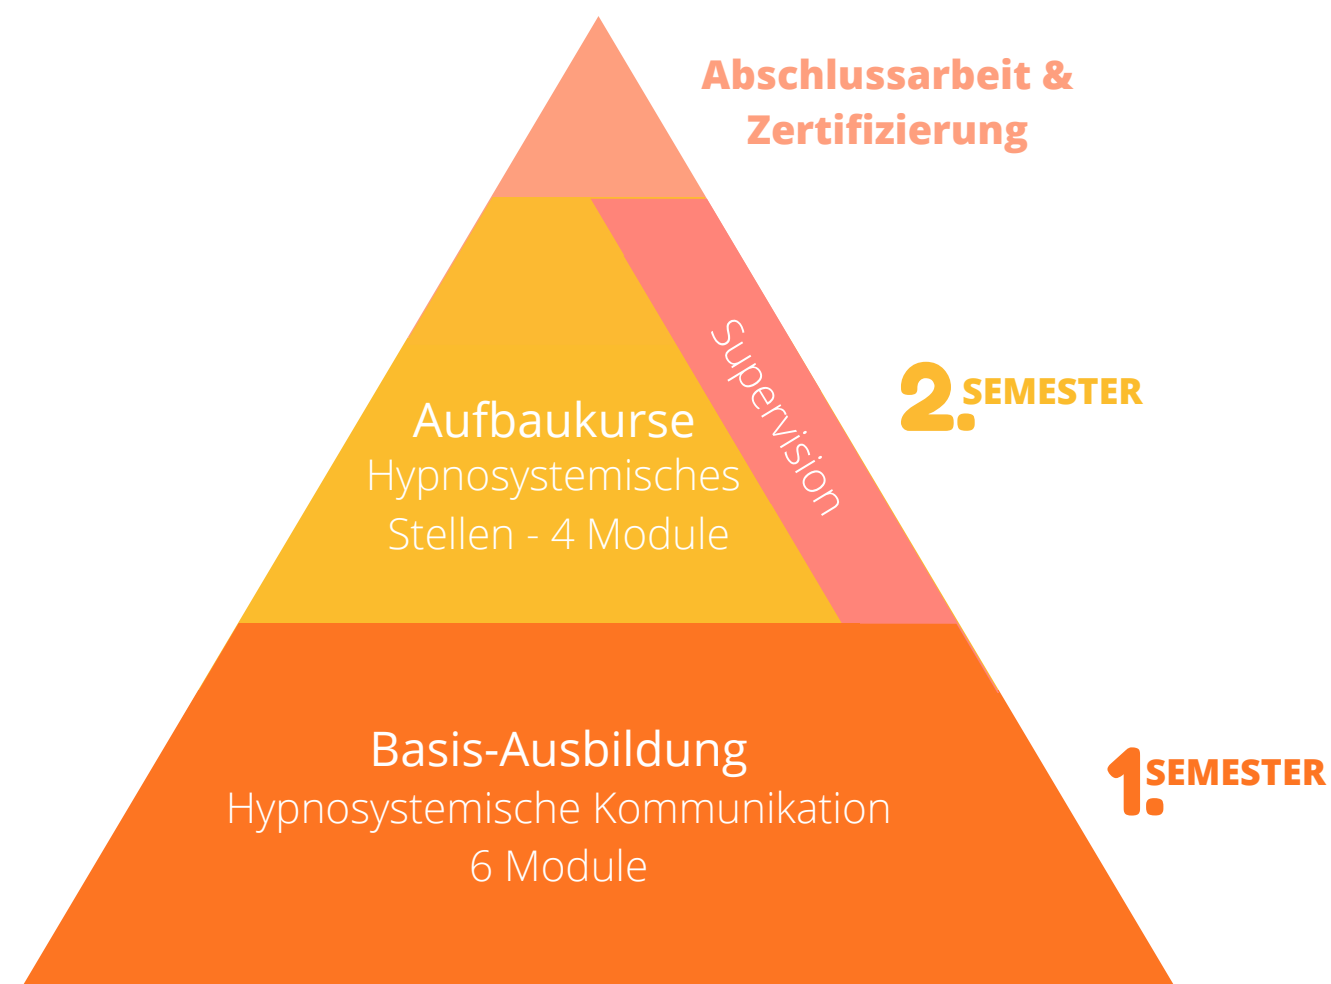 Abschlussarbeit &
Zertifizierung
Supervision
2. SEMESTER
Aufbaukurse
Hypnosystemisches
Stellen - 4 Module
Basis-Ausbildung
Hypnosystemische Kommunikation
6 Module
1. SEMESTER